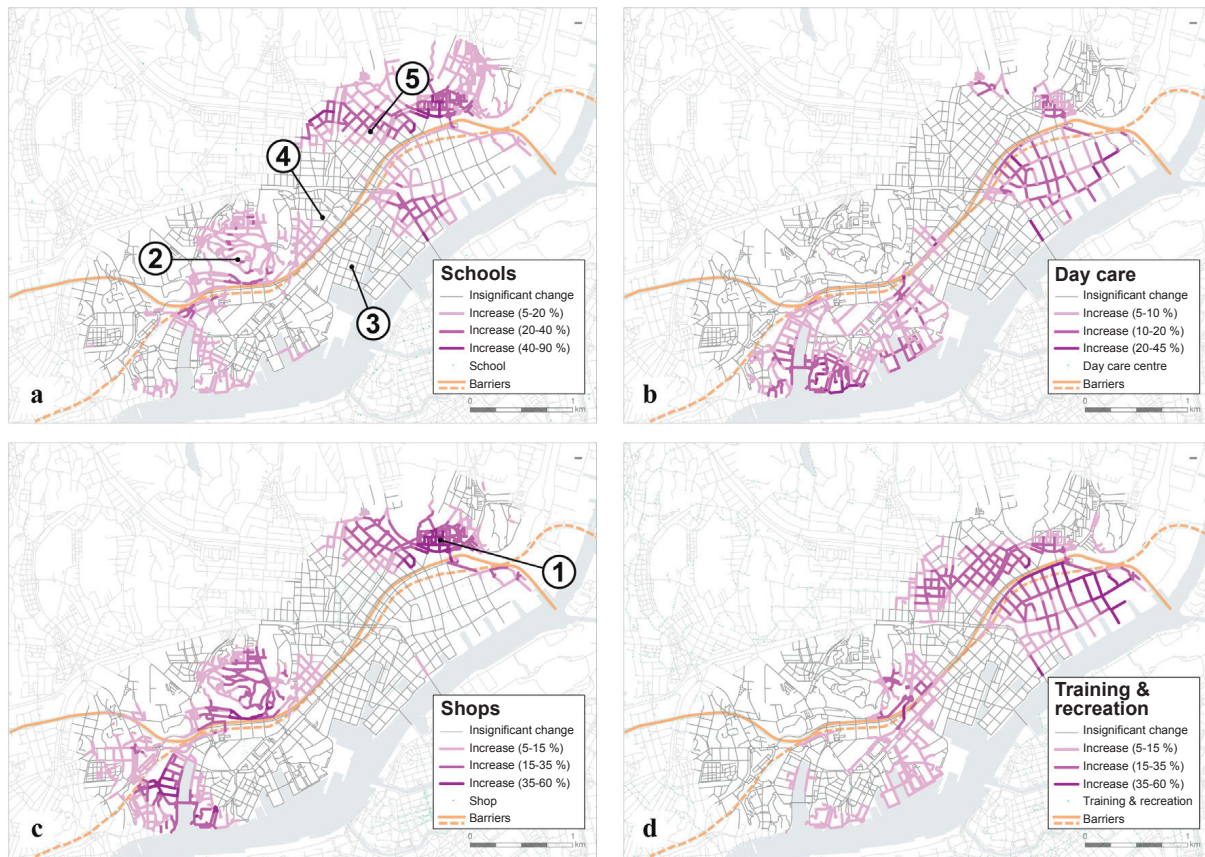 5
4
2
3
Schools
Insignificant change
Increase (5-20 %)
Increase (20-40 %)
Increase (40-90 %)
School
Barriers
0 1
km
a
Day care
Insignificant change
Increase (5-10 %)
Increase (10-20 %)
Increase (20-45 %)
Day care centre
Barriers
0 1
km
b
1
Shops
Insignificant change
Increase (5-15 %)
Increase (15-35 %)
Increase (35-60 %)
Shop
Barriers
0 1
km
c
Training &
recreation
Insignificant change
Increase (5-15 %)
Increase (15-35 %)
Increase (35-60 %)
Training & recreation
Barriers
0 1
km
d